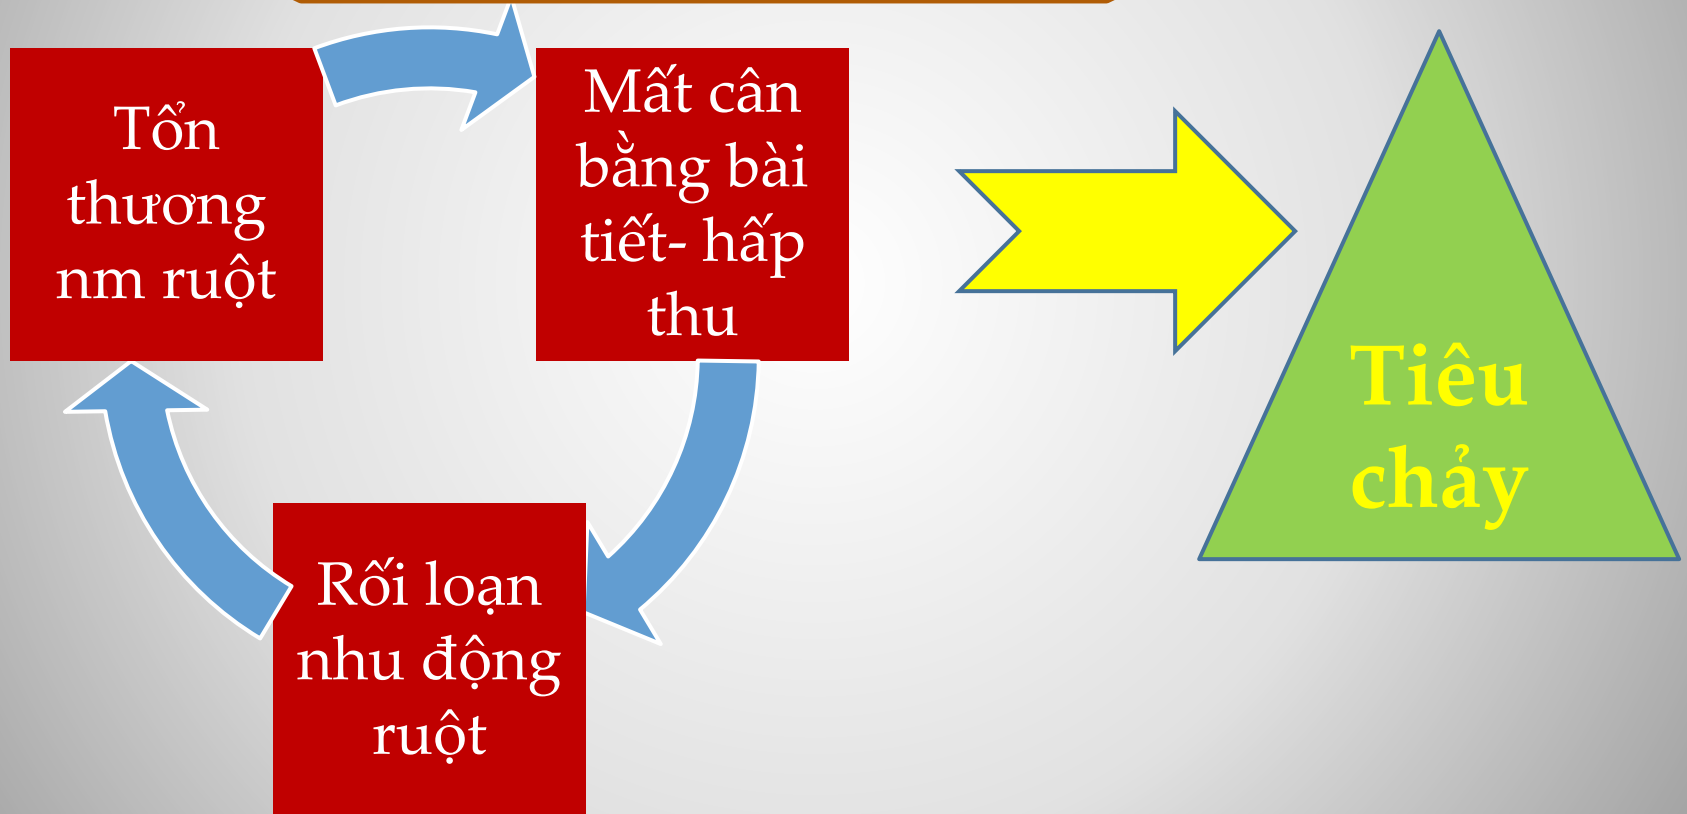 Tổn
thương
nm ruột
Mất cân
bằng bài
tiết- hấp
thu
Rối loạn
nhu động
ruột
Tiêu
chảy